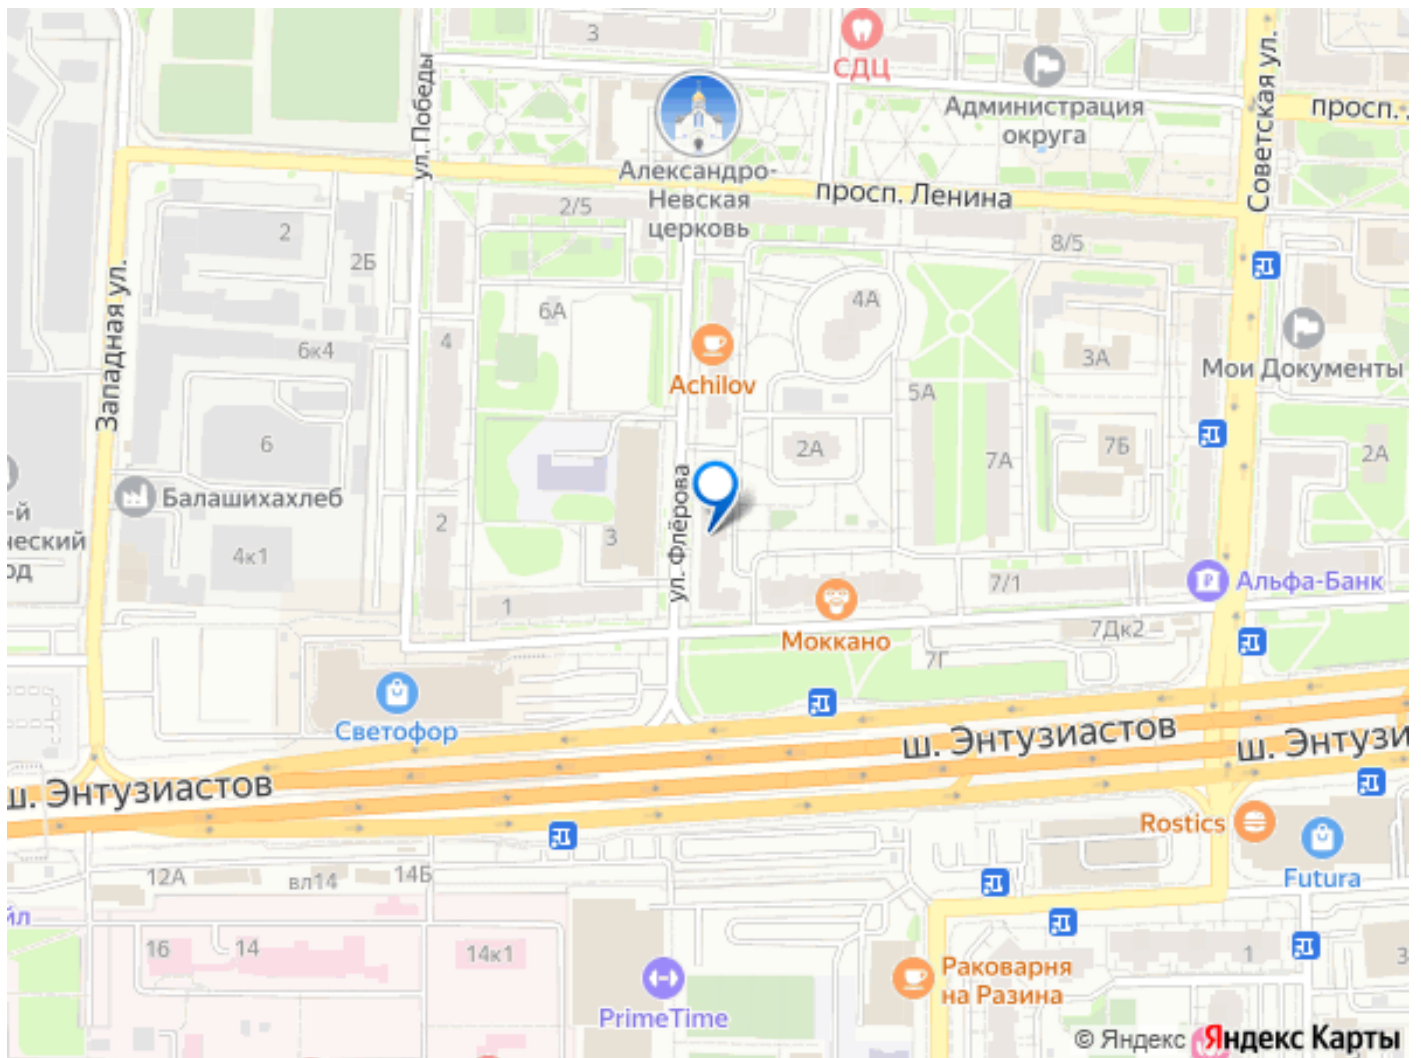 3
СДЦ
Администрация
округа
просп.
Советская ул.
ул. Победы
Александро-
Невская
церковь
просп. Ленина
2/5
8/5
2
2Б
Западная ул.
6А
4А
6к4
4
Achilov
3А
Мои Документы
5А
6
2А
7А
7Б
2А
Балашихахлеб
-й
ческий
од
ул. Флёрова
2
3
4к1
1
7/1
Альфа-Банк
Моккано
7Дк2
7Г
Светофор
ш. Энтузиастов
ш. Энтузи
ш. Энтузиастов
Rostics
Futura
12А
вл14
14Б
йл
16
14
14к1
1
3
Раковарня
на Разина
PrimeTime
© Яндекс Яндекс Карты